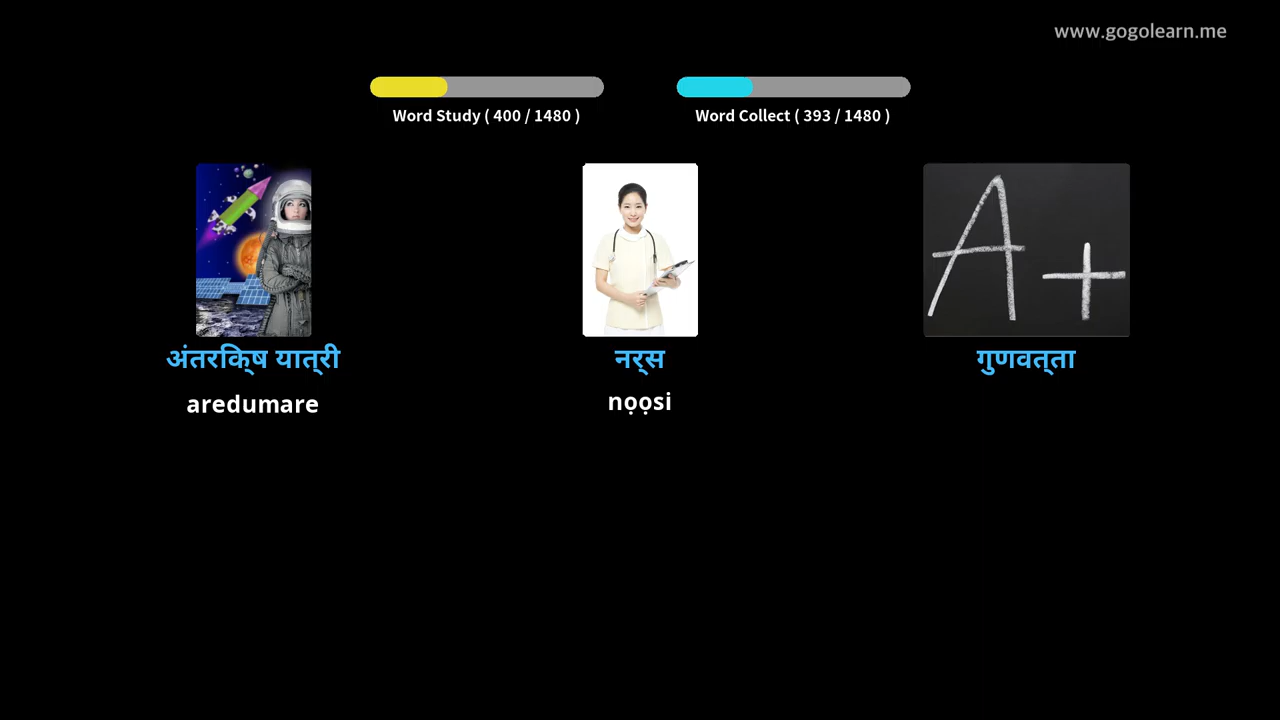 www.gogolearn.me
Word Study ( 400 / 1480 )
Word Collect ( 393 / 1480 )
A+
अंतरिक्ष यात्री
नर्स
गुणवत्ता
aredumare
nọọsi